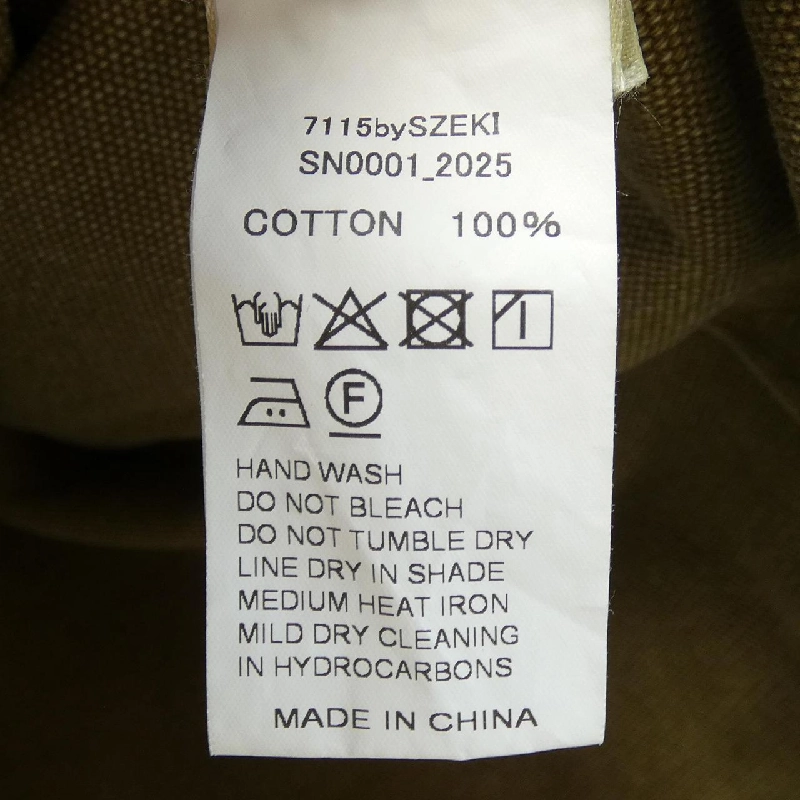 7115bySZEKI
SN0001_2025
COTTON 100%
F
HAND WASH
DO NOT BLEACH
DO NOT TUMBLE DRY
LINE DRY IN SHADE
MEDIUM HEAT IRON
MILD DRY CLEANING
IN HYDROCARBONS
MADE IN CHINA